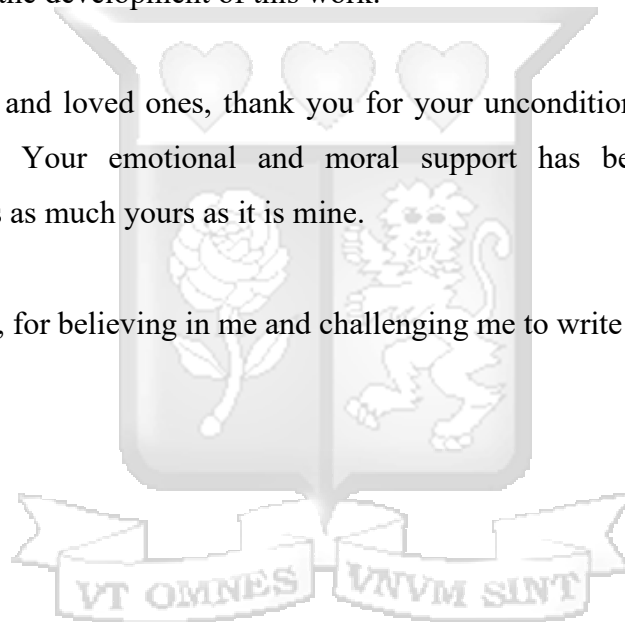 the development of this work.
and loved ones, thank you for your uncondition
Your emotional and moral support has be
s as much yours as it is mine.
, for believing in me and challenging me to write
VT OMNES VNVM SINT